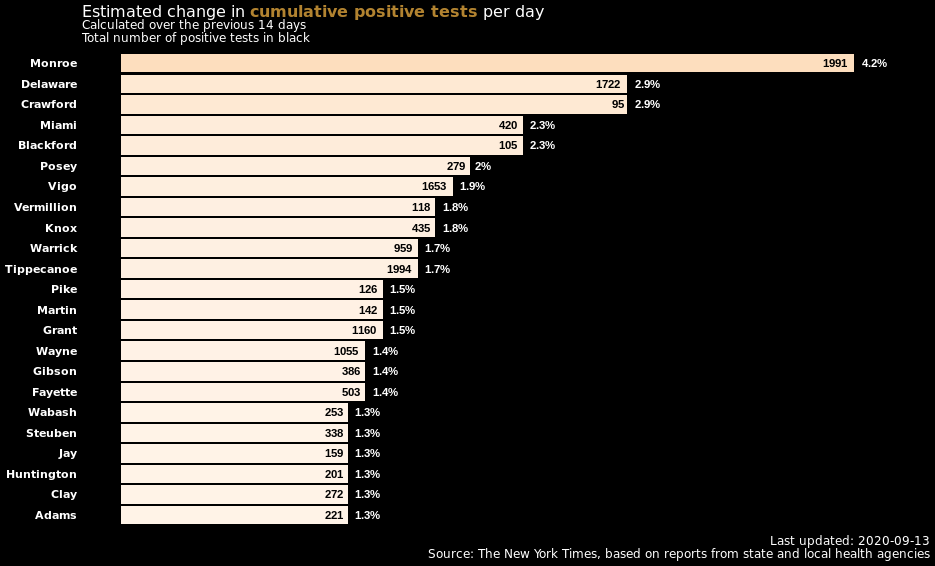 Estimated change in cumulative positive tests per day
Calculated over the previous 14 days
Total number of positive tests in black
Monroe 1991 4.2%
Delaware 1722 2.9%
Crawford 95 2.9%
Miami 420 2.3%
Blackford 105 2.3%
Posey 279 2%
Vigo 1653 1.9%
Vermillion 118 1.8%
Knox 435 1.8%
Warrick 959 1.7%
Tippecanoe 1994 1.7%
Pike 126 1.5%
Martin 142 1.5%
Grant 1160 1.5%
Wayne 1055 1.4%
Gibson 386 1.4%
Fayette 503 1.4%
Wabash 253 1.3%
Steuben 338 1.3%
Jay 159 1.3%
Huntington 201 1.3%
Clay 272 1.3%
Adams 221 1.3%
Last updated: 2020-09-13
Source: The New York Times, based on reports from state and local health agencies